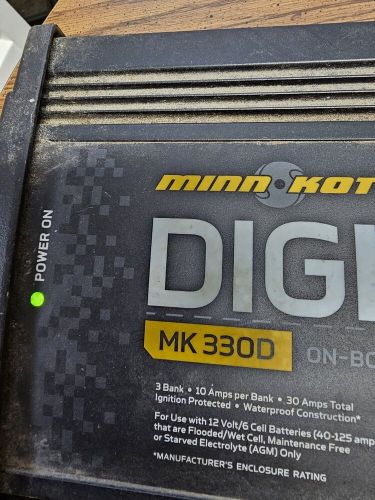 MINN KOT
POWER ON
DIGI
MK 330D
ON-BO
3 Bank • 10 Amps per Bank • 30 Amps Total
Ignition Protected • Waterproof Construction*
For Use with 12 Volt/6 Cell Batteries (40-125 amp
that are Flooded/Wet Cell, Maintenance Free
or Starved Electrolyte (AGM) Only
*MANUFACTURER'S ENCLOSURE RATING